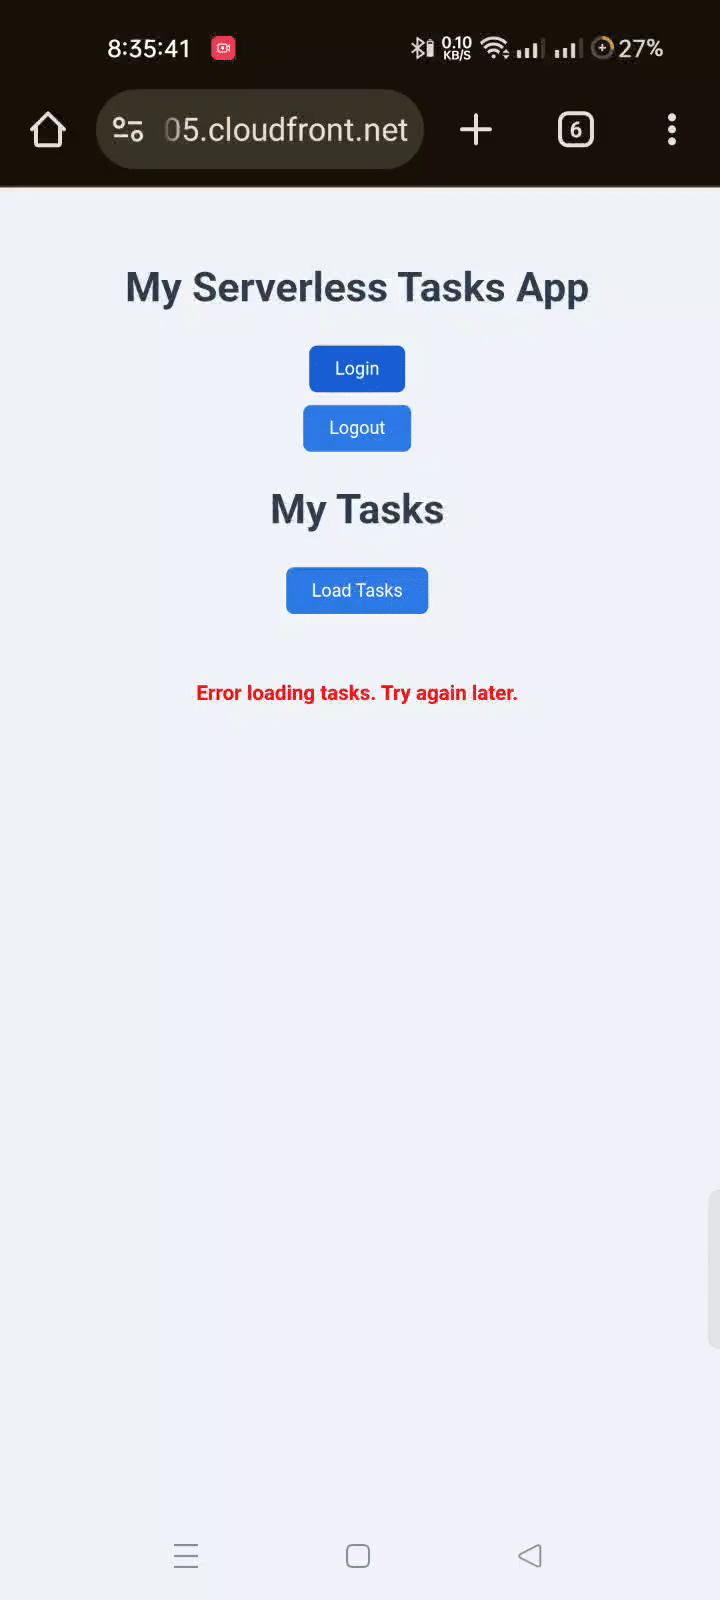 8:35:41
0.10
KB/S
27%
05.cloudfront.net
6
My Serverless Tasks App
Login
Logout
My Tasks
Load Tasks
Error loading tasks. Try again later.